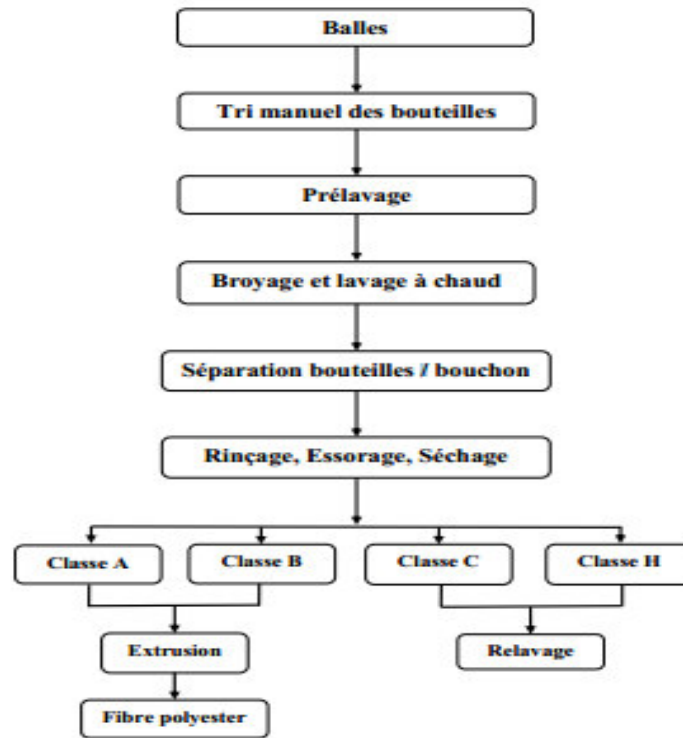 Balles
Tri manuel des bouteilles
Prélavage
Broyage et lavage à chaud
Séparation bouteilles / bouchon
Rinçage, Essorage, Séchage
Classe A
Classe B
Classe C
Classe H
Extrusion
Relavage
Fibre polyester